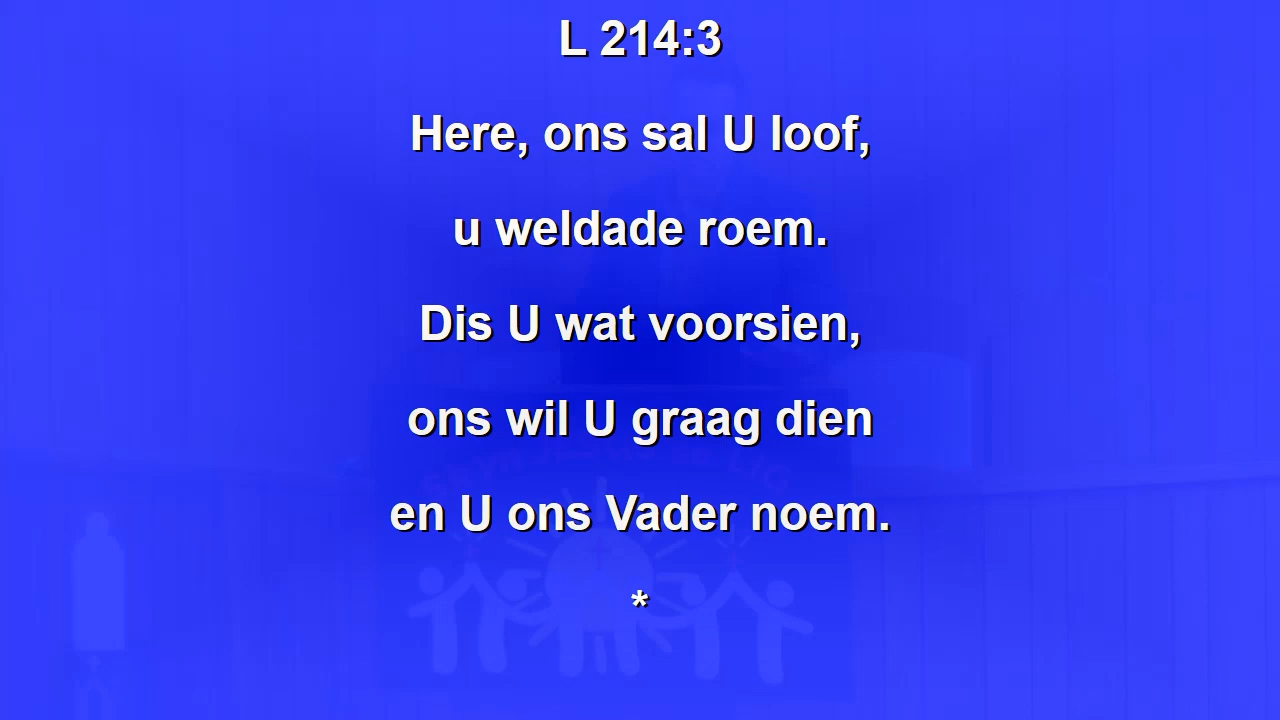 L 214:3
Here, ons sal U loof,
u weldade roem.
Dis U wat voorsien,
ons wil U graag dien
en U ons Vader noem.
*